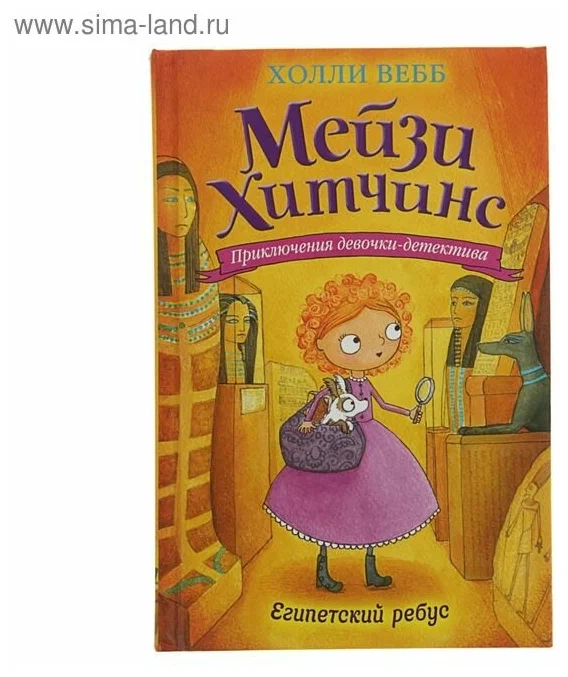 www.sima-land.ru
ХОЛЛИ ВЕББ
Мейзи
Хитчинс
Приключения девочки-детектива
Египетский ребус